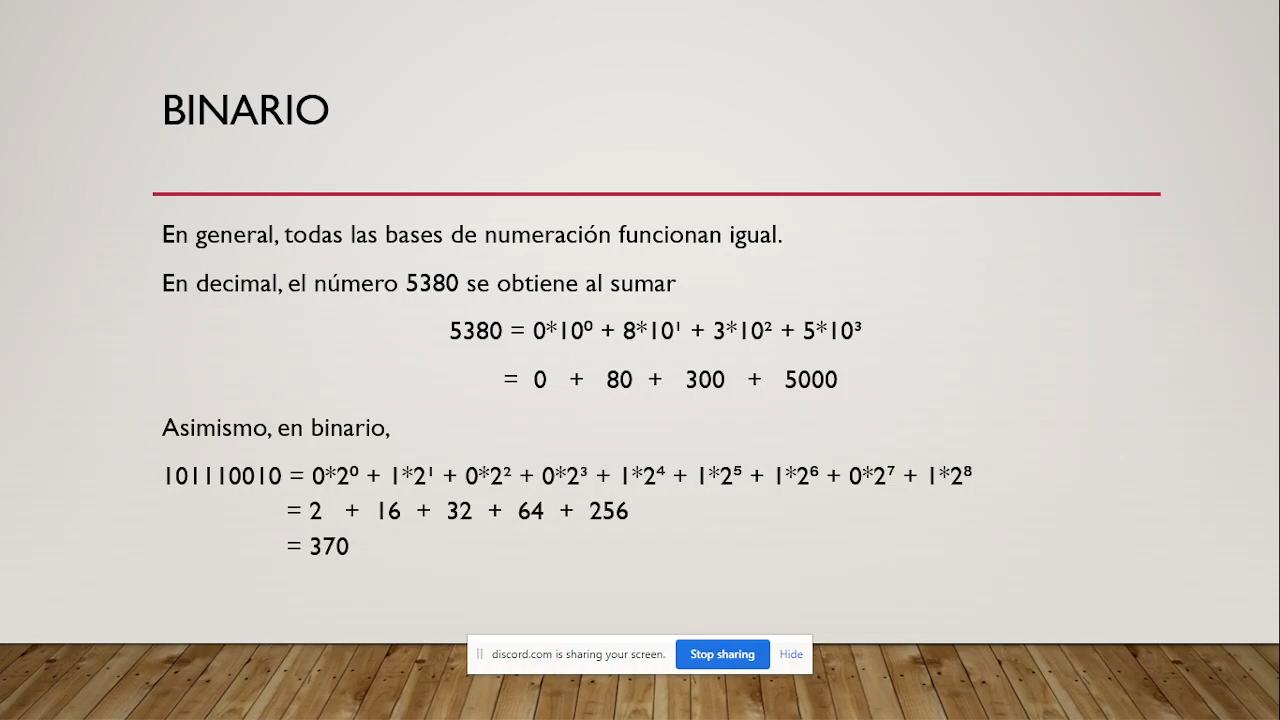 BINARIO
En general, todas las bases de numeración funcionan igual.
En decimal, el número 5380 se obtiene al sumar
5380 = 0*10⁰ + 8*10¹ + 3*10² + 5*10³
= 0 + 80 + 300 + 5000
Asimismo, en binario,
101110010 = 0*2⁰ + 1*2¹ + 0*2² + 0*2³ + 1*2⁴ + 1*2⁵ + 1*2⁶ + 0*2⁷ + 1*2⁸
= 2 + 16 + 32 + 64 + 256
= 370
discord.com is sharing your screen. Stop sharing Hide